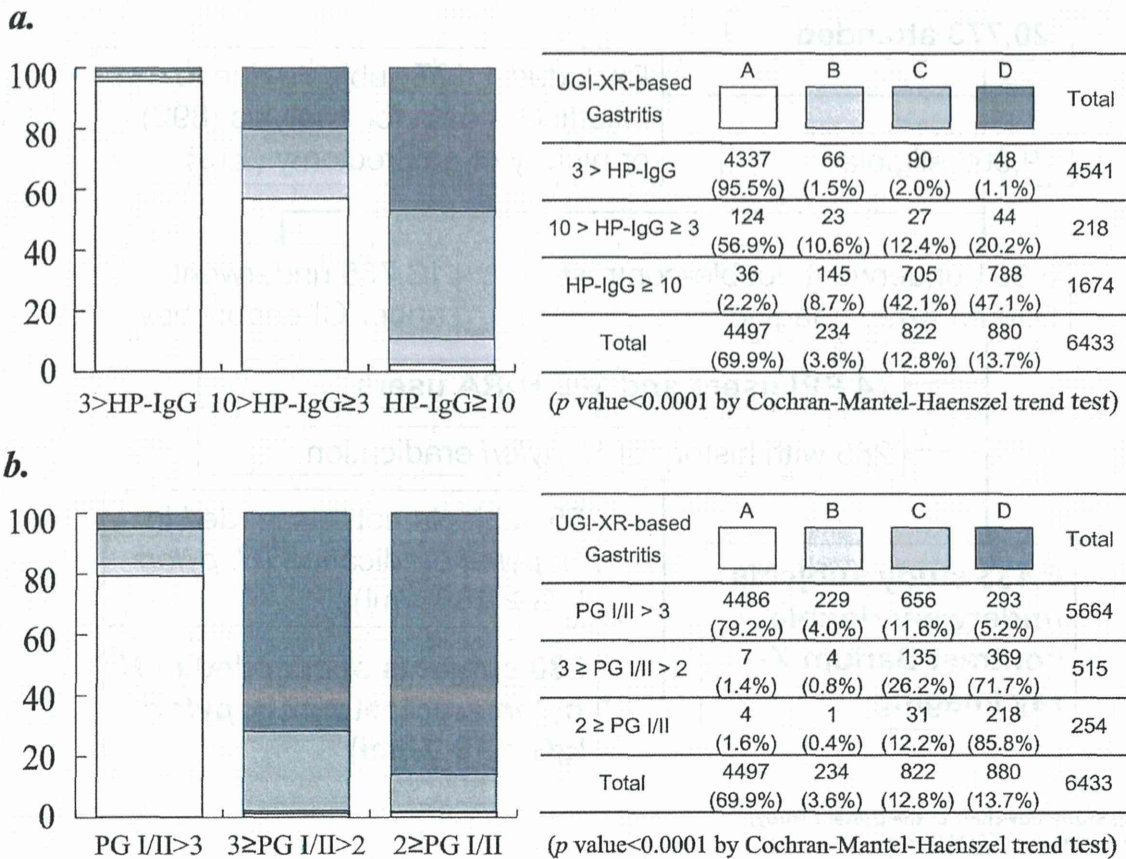 a.
100
80
60
40
20
0
3>HP-IgG 10>HP-IgG≥3 HP-IgG≥10
UGI-XR-based Gastritis A B C D Total
3 > HP-IgG 4337 66 90 48 4541
(95.5%) (1.5%) (2.0%) (1.1%)
10 > HP-IgG ≥ 3 124 23 27 44 218
(56.9%) (10.6%) (12.4%) (20.2%)
HP-IgG ≥ 10 36 145 705 788 1674
(2.2%) (8.7%) (42.1%) (47.1%)
Total 4497 234 822 880 6433
(69.9%) (3.6%) (12.8%) (13.7%)
(p value<0.0001 by Cochran-Mantel-Haenszel trend test)
b.
100
80
60
40
20
0
PG I/II>3 3≥PG I/II>2 2≥PG I/II
UGI-XR-based Gastritis A B C D Total
PG I/II > 3 4486 229 656 293 5664
(79.2%) (4.0%) (11.6%) (5.2%)
3 ≥ PG I/II > 2 7 4 135 369 515
(1.4%) (0.8%) (26.2%) (71.7%)
2 ≥ PG I/II 4 1 31 218 254
(1.6%) (0.4%) (12.2%) (85.8%)
Total 4497 234 822 880 6433
(69.9%) (3.6%) (12.8%) (13.7%)
(p value<0.0001 by Cochran-Mantel-Haenszel trend test)